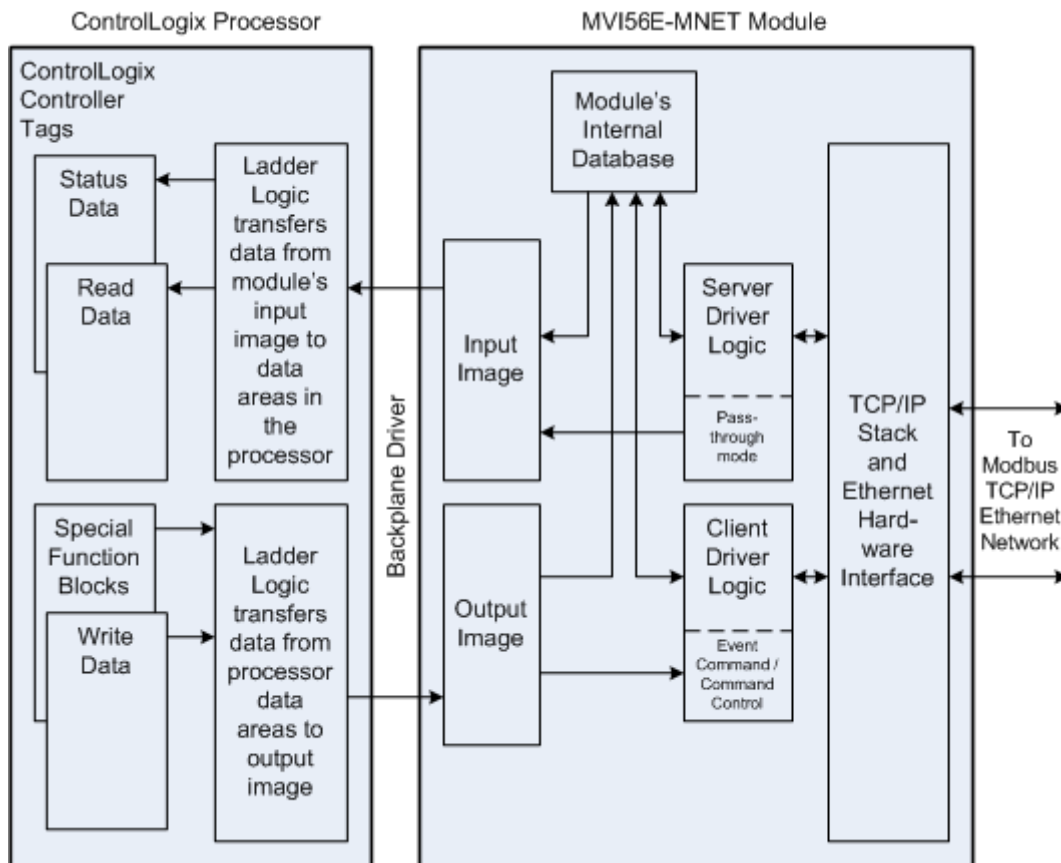 ControlLogix Processor
MVI56E-MNET Module
ControlLogix
Controller
Tags
Status
Data
Read
Data
Ladder
Logic
transfers
data from
module's
input
image to
data
areas in
the
processor
Special
Function
Blocks
Write
Data
Ladder
Logic
transfers
data from
processor
data
areas to
output
image
Backplane Driver
Module's
Internal
Database
Input
Image
Output
Image
Server
Driver
Logic
Pass-
through
mode
Client
Driver
Logic
Event
Command /
Command
Control
TCP/IP
Stack
and
Ethernet
Hard-
ware
Interface
To
Modbus
TCP/IP
Ethernet
Network